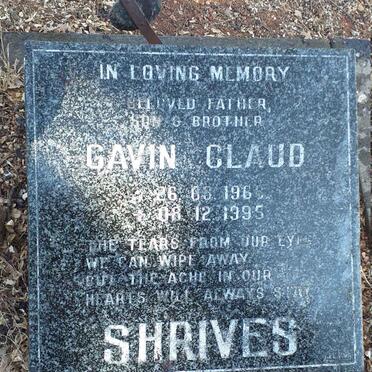 IN LOVING MEMORY
BELOVED FATHER,
SON & BROTHER
GAVIN CLAUD
08.12.1995
THE TEARS FROM OUR EYES
WE CAN WIPE AWAY
BUT THE ACHE IN OUR
HEARTS WILL ALWAYS STAY
SHRIVES